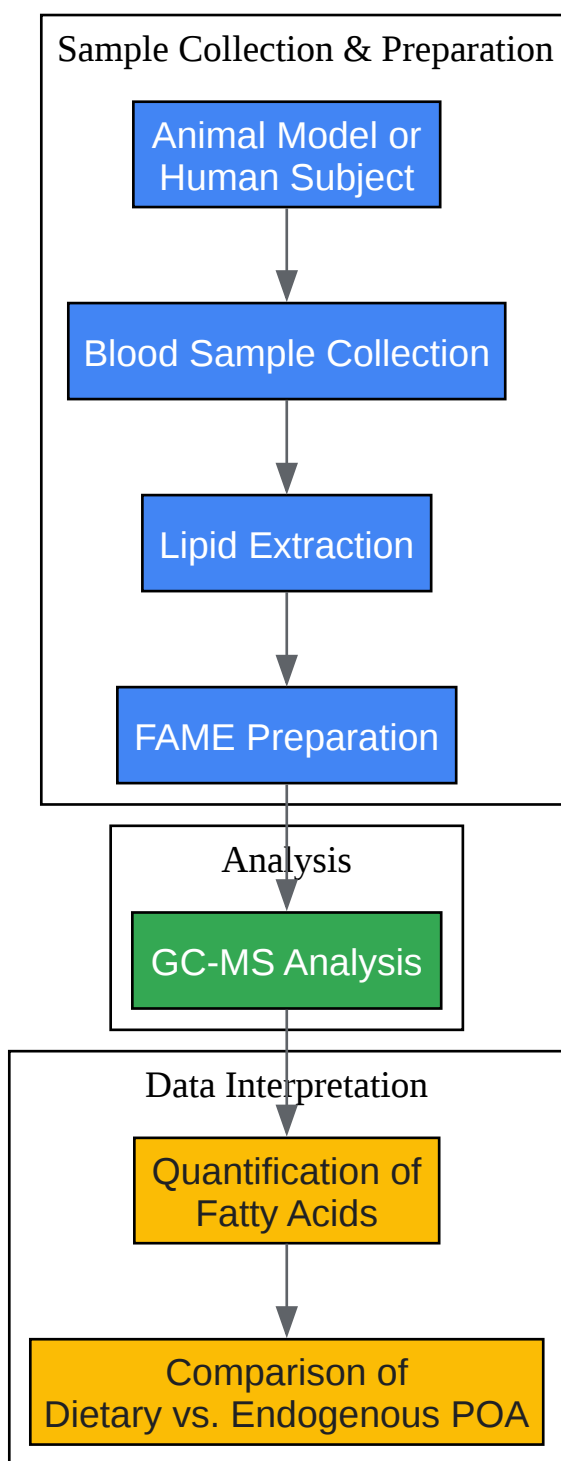 Sample Collection & Preparation
Animal Model or
Human Subject
Blood Sample Collection
Lipid Extraction
FAME Preparation
Analysis
GC-MS Analysis
Data Interpretation
Quantification of
Fatty Acids
Comparison of
Dietary vs. Endogenous POA